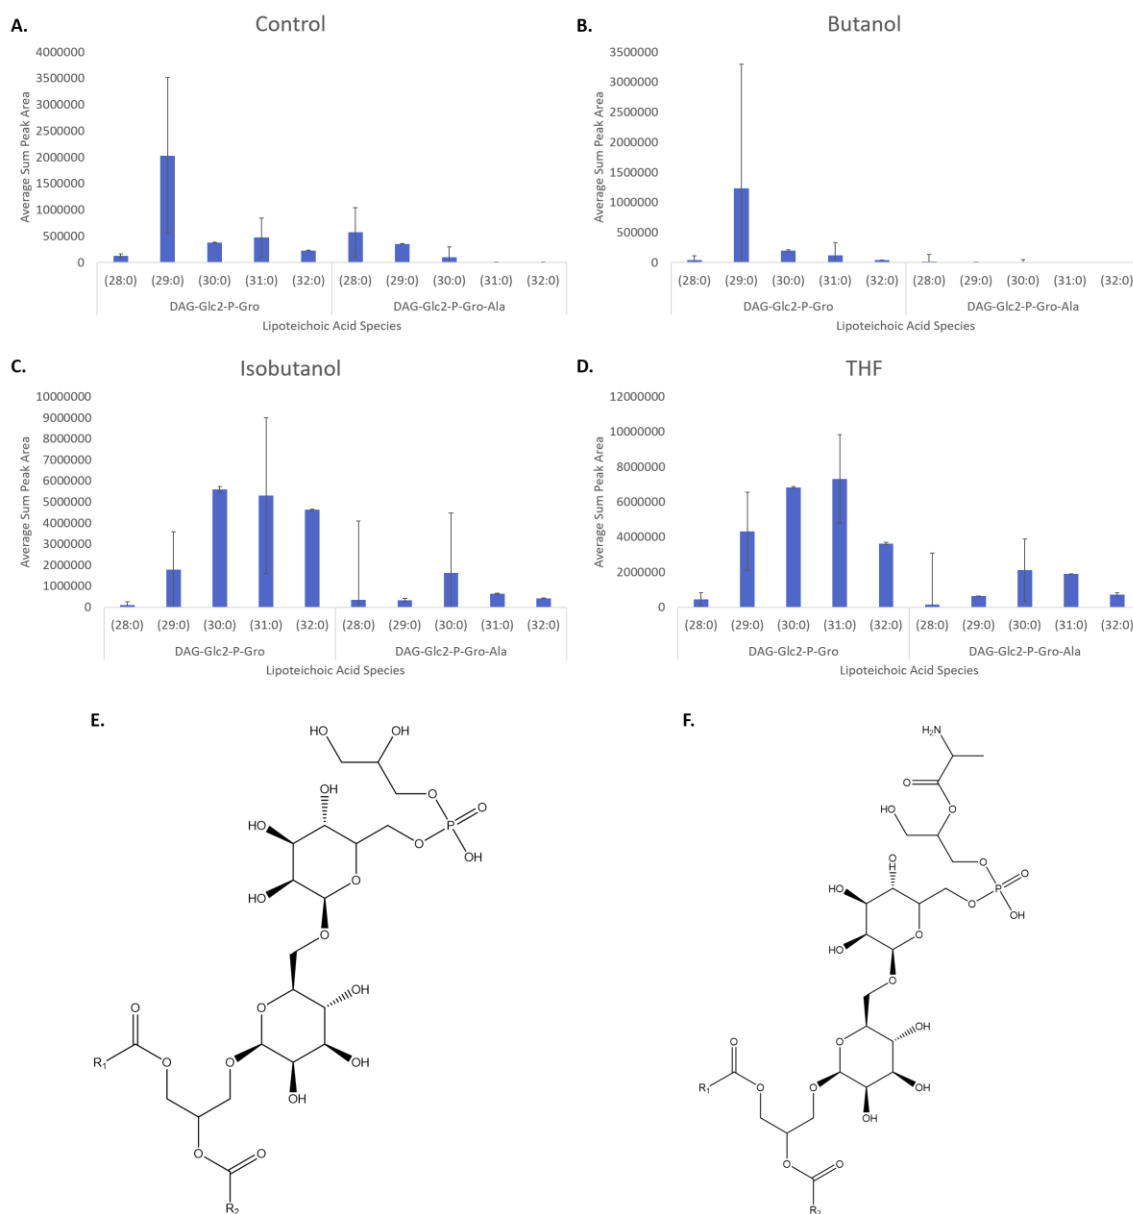 A.
Control
Average Sum Peak Area
4000000
3500000
3000000
2500000
2000000
1500000
1000000
500000
0
(28:0) (29:0) (30:0) (31:0) (32:0) (28:0) (29:0) (30:0) (31:0) (32:0)
DAG-Glc2-P-Gro DAG-Glc2-P-Gro-Ala
Lipoteichoic Acid Species
B.
Butanol
Average Sum Peak Area
3500000
3000000
2500000
2000000
1500000
1000000
500000
0
(28:0) (29:0) (30:0) (31:0) (32:0) (28:0) (29:0) (30:0) (31:0) (32:0)
DAG-Glc2-P-Gro DAG-Glc2-P-Gro-Ala
Lipoteichoic Acid Species
C.
Isobutanol
Average Sum Peak Area
10000000
9000000
8000000
7000000
6000000
5000000
4000000
3000000
2000000
1000000
0
(28:0) (29:0) (30:0) (31:0) (32:0) (28:0) (29:0) (30:0) (31:0) (32:0)
DAG-Glc2-P-Gro DAG-Glc2-P-Gro-Ala
Lipoteichoic Acid Species
D.
THF
Average Sum Peak Area
12000000
10000000
8000000
6000000
4000000
2000000
0
(28:0) (29:0) (30:0) (31:0) (32:0) (28:0) (29:0) (30:0) (31:0) (32:0)
DAG-Glc2-P-Gro DAG-Glc2-P-Gro-Ala
Lipoteichoic Acid Species
E.
HO OH
OH O O
HO P
O OH
HO O
O
O OH
O
R1 O O OH
OH
O O
R2
F.
H2N
O
HO O
O
O O
H P
HO O OH
HO O
O
O OH
O
R1 O O OH
OH
O O
R2